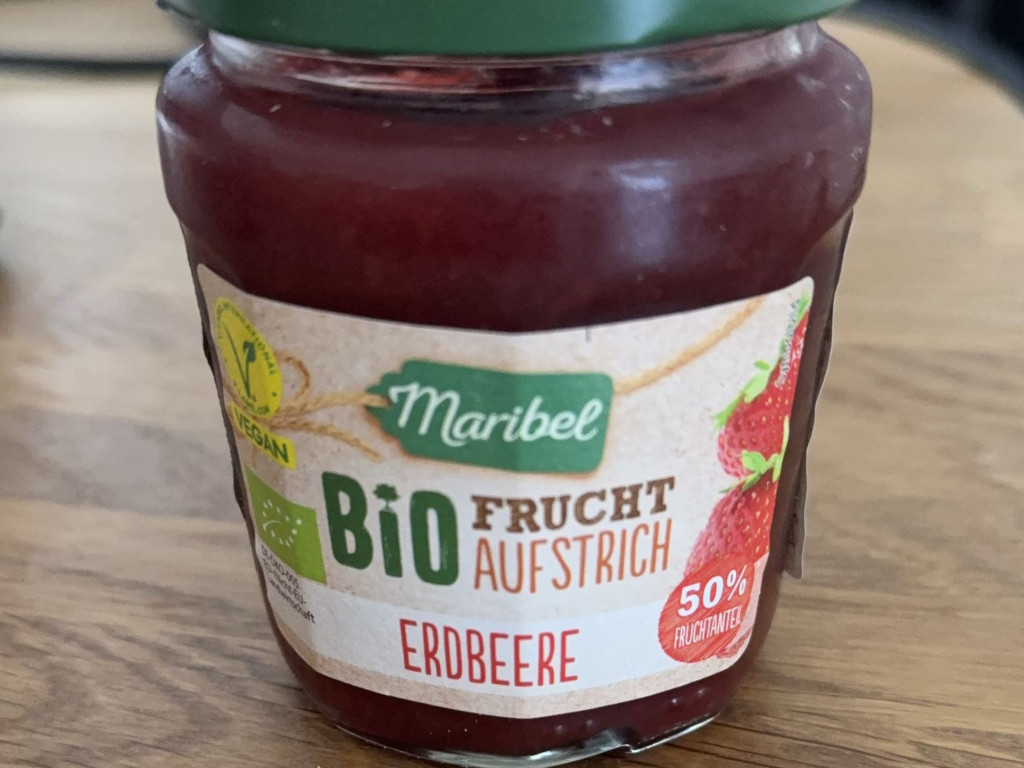 VEGAN
Maribel
BiO
FRUCHT
AUFSTRICH
ERDBEERE
50%
FRUCHTANTEIL